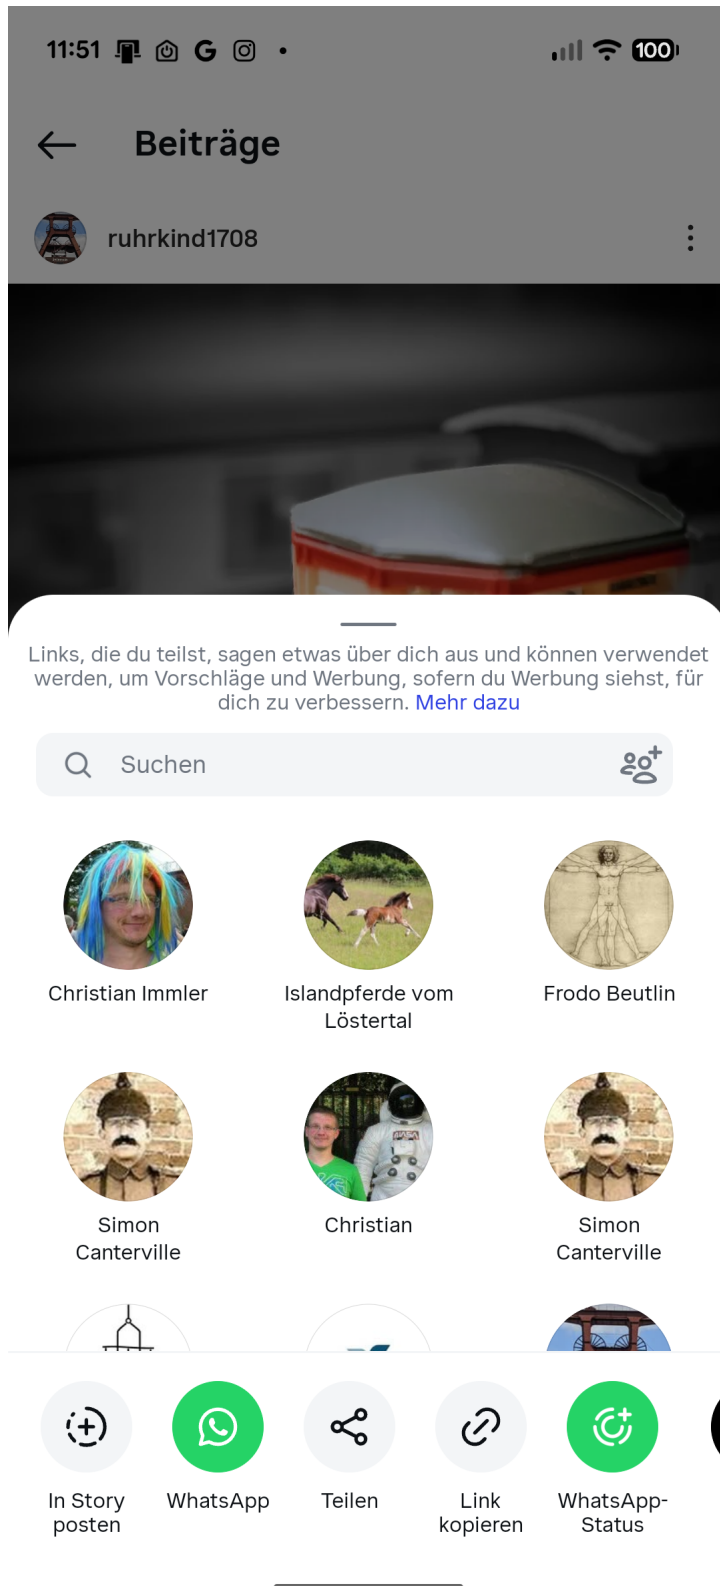 11:51
100
Beiträge
ruhrkind1708
Links, die du teilst, sagen etwas über dich aus und können verwendet
werden, um Vorschläge und Werbung, sofern du Werbung siehst, für
dich zu verbessern. Mehr dazu
Suchen
Christian Immler
Islandpferde vom
Löstertal
Frodo Beutlin
NASA
Simon
Canterville
Christian
Simon
Canterville
In Story
posten
WhatsApp
Teilen
Link
kopieren
WhatsApp-
Status